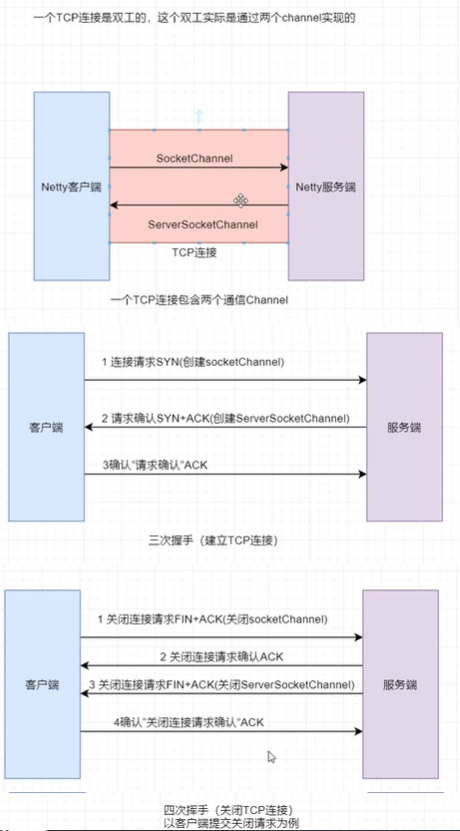 一个TCP连接是双工的，这个双工实际是通过两个channel实现的
SocketChannel
Netty客户端
Netty服务端
ServerSocketChannel
TCP连接
一个TCP连接包含两个通信Channel
1 连接请求SYN(创建socketChannel)
2 请求确认SYN+ACK(创建ServerSocketChannel)
客户端
服务端
3确认“请求确认”ACK
三次握手（建立TCP连接）
1 关闭连接请求FIN+ACK(关闭socketChannel)
2 关闭连接请求确认ACK
客户端
3 关闭连接请求FIN+ACK(关闭ServerSocketChannel)
服务端
4确认“关闭连接请求确认”ACK
四次挥手（关闭TCP连接）
以客户端提交关闭请求为例